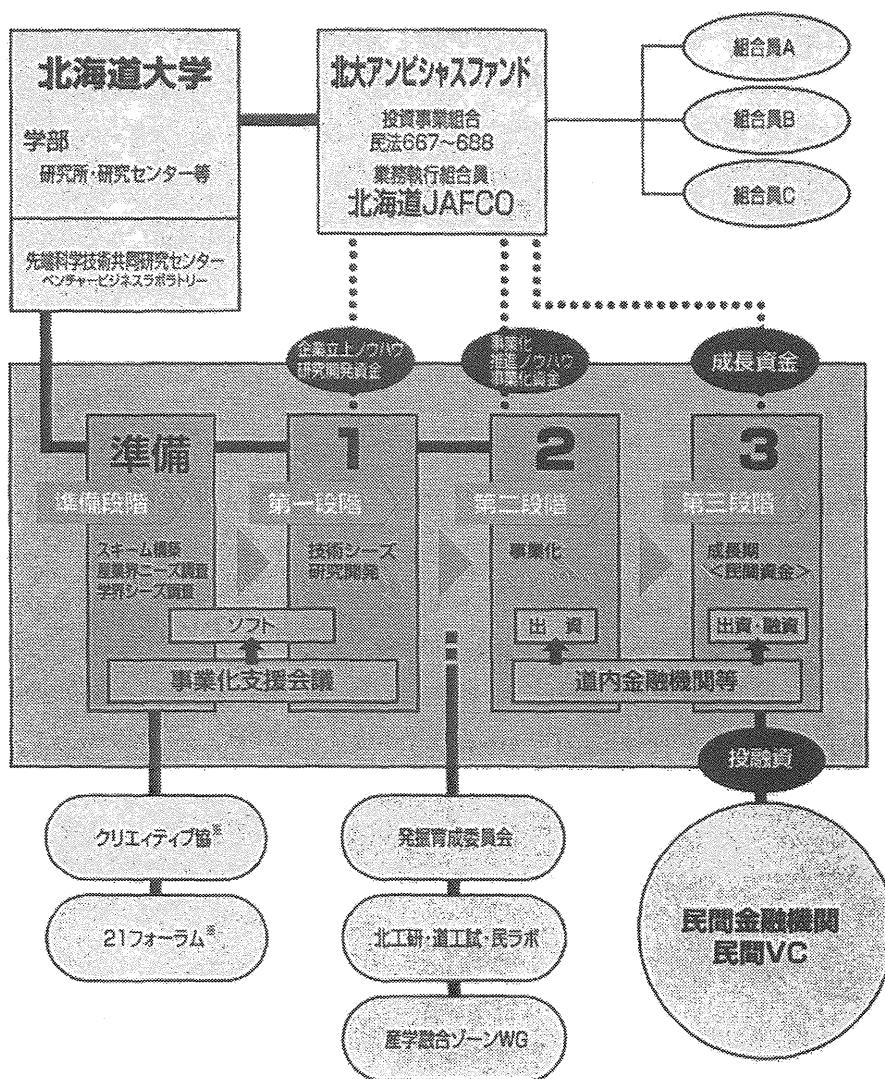 北海道大学
学部
研究所・研究センター等
先端科学技術共同研究センター
ベンチャービジネスラボラトリー
北大アンビシャスファンド
投資事業組合
民法667〜688
業務執行組合員
北海道JAFCO
組合員A
組合員B
組合員C
企業立上ノウハウ
研究開発資金
事業化
推進ノウハウ
事業化資金
成長資金
準備
準備段階
スキーム構築
産業界ニーズ調査
学界シーズ調査
1
第一段階
技術シーズ
研究開発
2
第二段階
事業化
3
第三段階
成長期
<民間資金>
ソフト
事業化支援会議
出資
出資・融資
道内金融機関等
投融資
クリエィティブ協※
21フォーラム※
発掘育成委員会
北工研・道工試・民ラボ
産学融合ゾーンWG
民間金融機関
民間VC